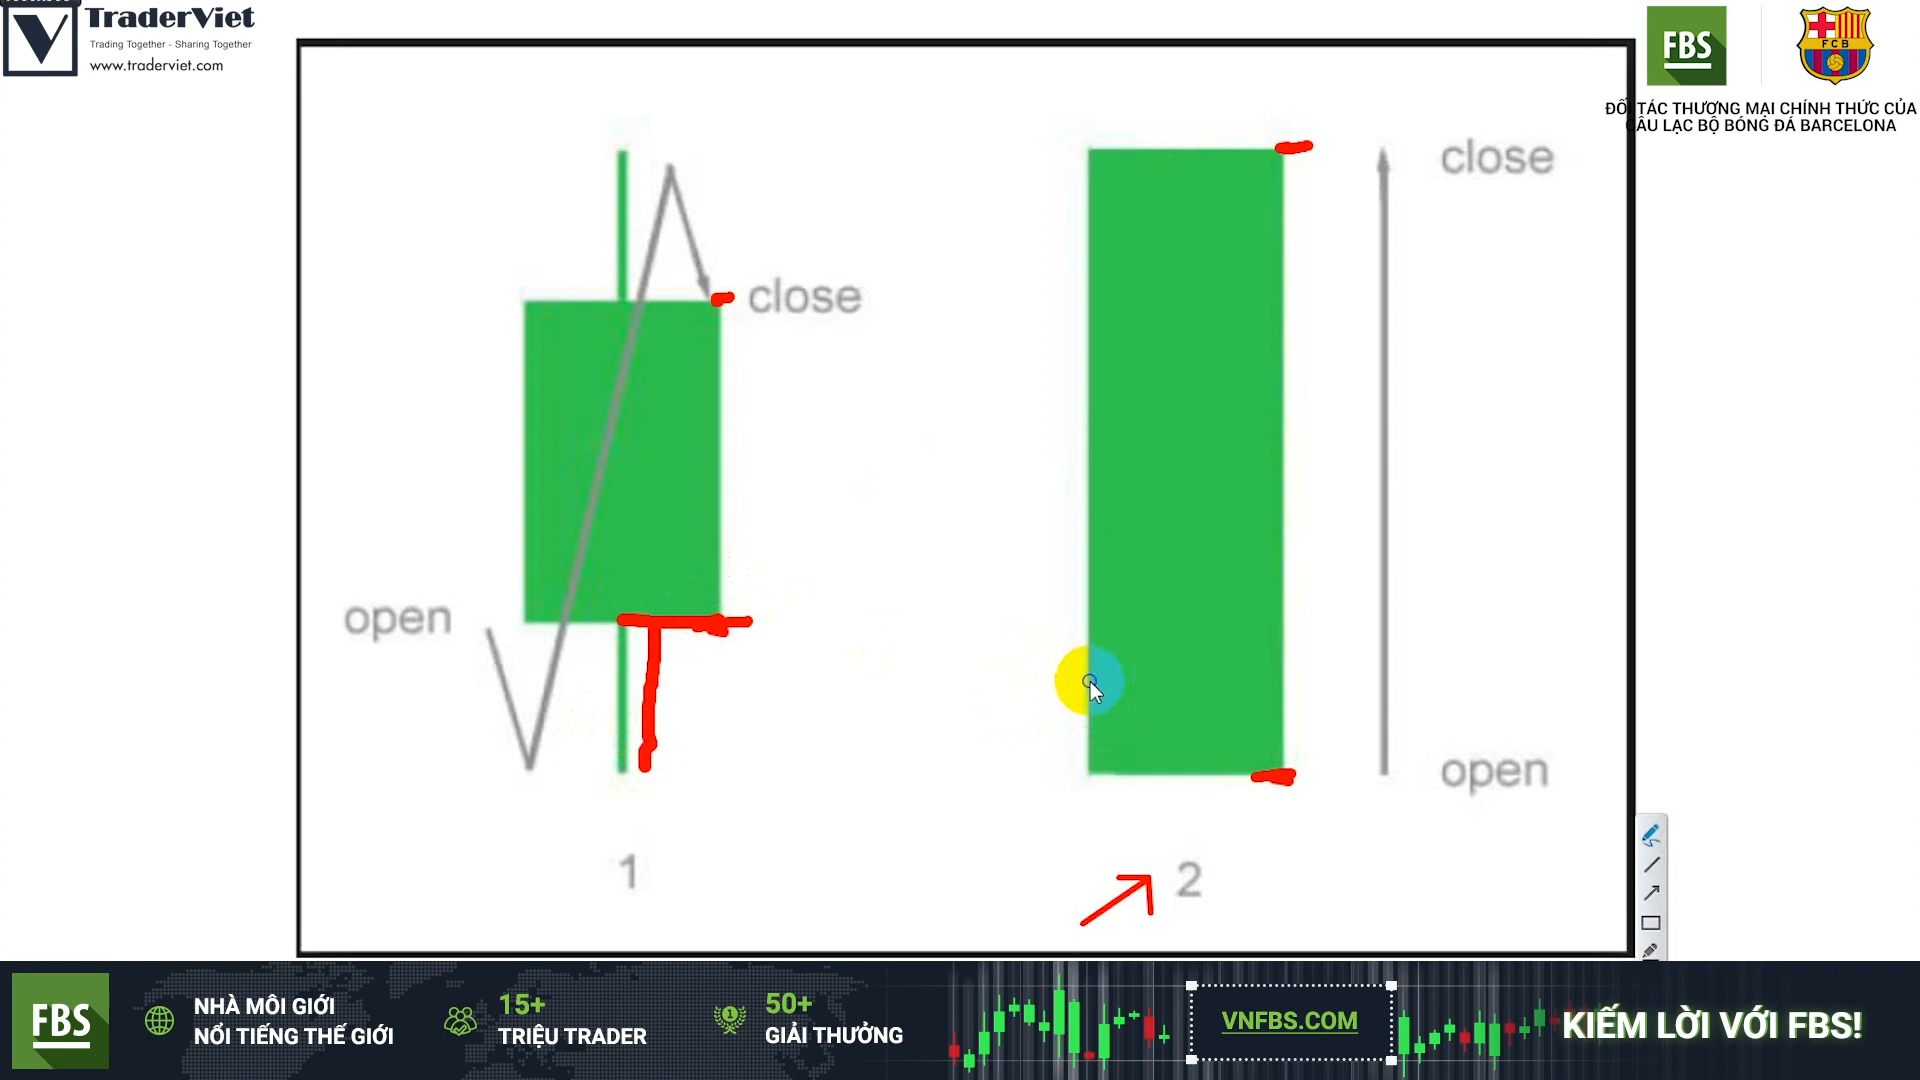 TraderViet
Trading Together - Sharing Together
www.traderviet.com
FBS
FCB
ĐỐI TÁC THƯƠNG MẠI CHÍNH THỨC CỦA
CÂU LẠC BỘ BÓNG ĐÁ BARCELONA
close
close
open
open
1
2
FBS
NHÀ MÔI GIỚI
NỔI TIẾNG THẾ GIỚI
15+
TRIỆU TRADER
1
50+
GIẢI THƯỞNG
VNFBS.COM
KIẾM LỜI VỚI FBS!